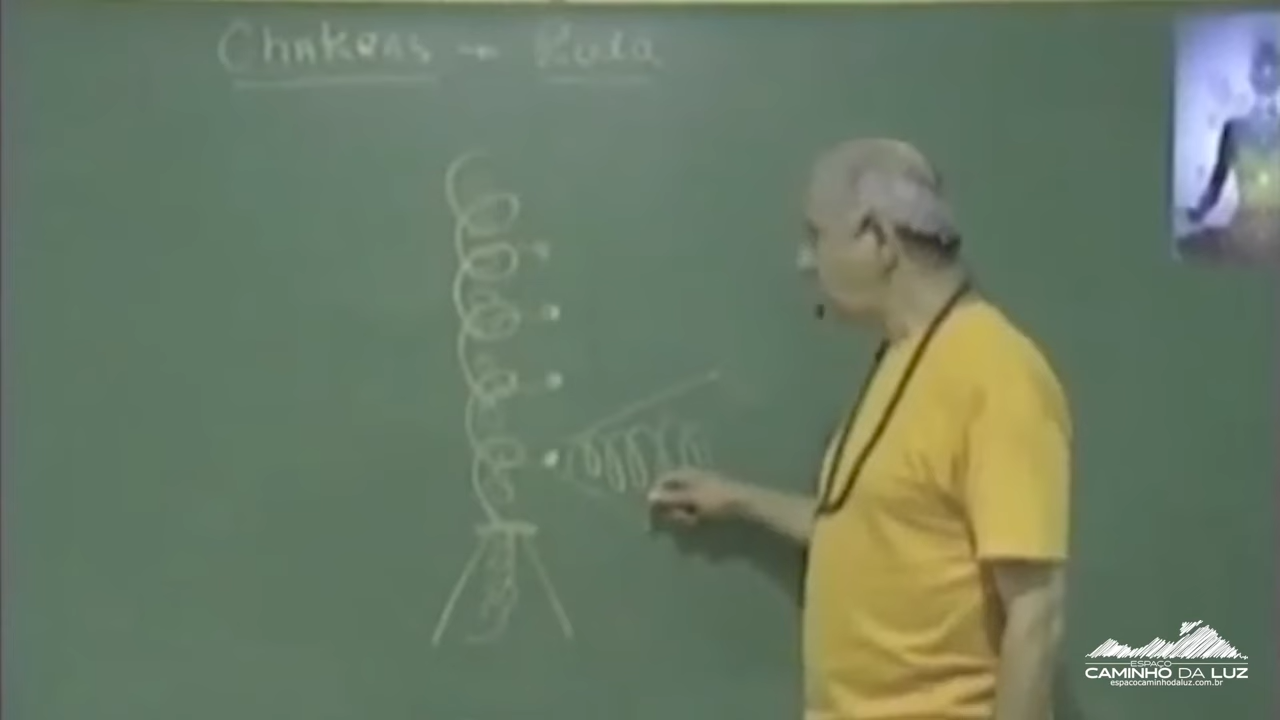 Chakras → Roda
ESPAÇO
CAMINHO DA LUZ
espacocaminhodaluz.com.br